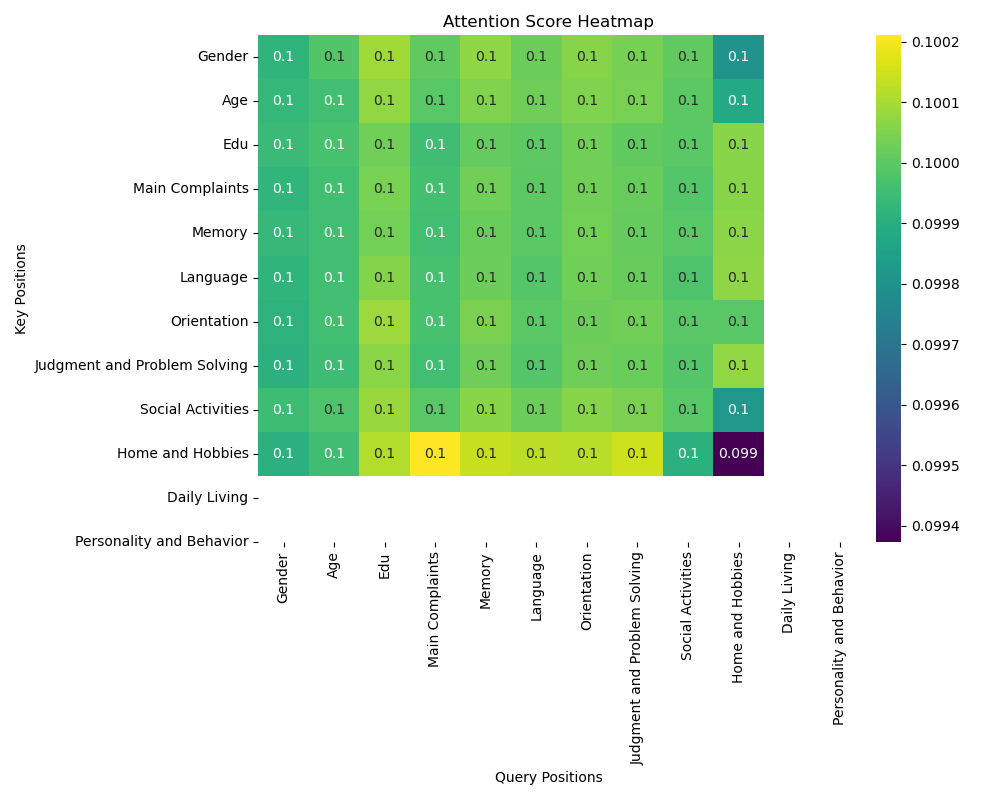 Attention Score Heatmap
Gender 0.1 0.1 0.1 0.1 0.1 0.1 0.1 0.1 0.1 0.1
Age 0.1 0.1 0.1 0.1 0.1 0.1 0.1 0.1 0.1 0.1
Edu 0.1 0.1 0.1 0.1 0.1 0.1 0.1 0.1 0.1 0.1
Main Complaints 0.1 0.1 0.1 0.1 0.1 0.1 0.1 0.1 0.1 0.1
Memory 0.1 0.1 0.1 0.1 0.1 0.1 0.1 0.1 0.1 0.1
Language 0.1 0.1 0.1 0.1 0.1 0.1 0.1 0.1 0.1 0.1
Orientation 0.1 0.1 0.1 0.1 0.1 0.1 0.1 0.1 0.1 0.1
Judgment and Problem Solving 0.1 0.1 0.1 0.1 0.1 0.1 0.1 0.1 0.1 0.1
Social Activities 0.1 0.1 0.1 0.1 0.1 0.1 0.1 0.1 0.1 0.1
Home and Hobbies 0.1 0.1 0.1 0.1 0.1 0.1 0.1 0.1 0.1 0.099
Daily Living
Personality and Behavior
Key Positions
Gender
Age
Edu
Main Complaints
Memory
Language
Orientation
Judgment and Problem Solving
Social Activities
Home and Hobbies
Daily Living
Personality and Behavior
Query Positions
0.1002
0.1001
0.1000
0.0999
0.0998
0.0997
0.0996
0.0995
0.0994